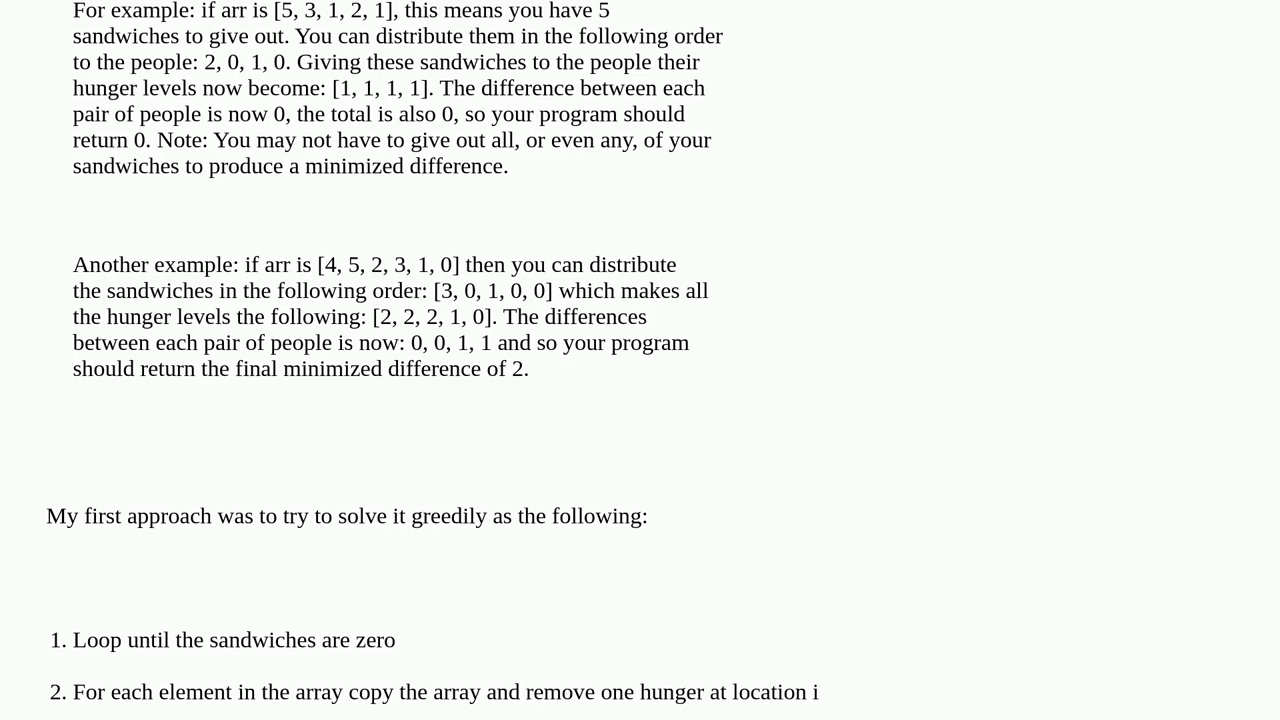 For example: if arr is [5, 3, 1, 2, 1], this means you have 5
sandwiches to give out. You can distribute them in the following order
to the people: 2, 0, 1, 0. Giving these sandwiches to the people their
hunger levels now become: [1, 1, 1, 1]. The difference between each
pair of people is now 0, the total is also 0, so your program should
return 0. Note: You may not have to give out all, or even any, of your
sandwiches to produce a minimized difference.
Another example: if arr is [4, 5, 2, 3, 1, 0] then you can distribute
the sandwiches in the following order: [3, 0, 1, 0, 0] which makes all
the hunger levels the following: [2, 2, 2, 1, 0]. The differences
between each pair of people is now: 0, 0, 1, 1 and so your program
should return the final minimized difference of 2.
My first approach was to try to solve it greedily as the following:
1. Loop until the sandwiches are zero
2. For each element in the array copy the array and remove one hunger at location i